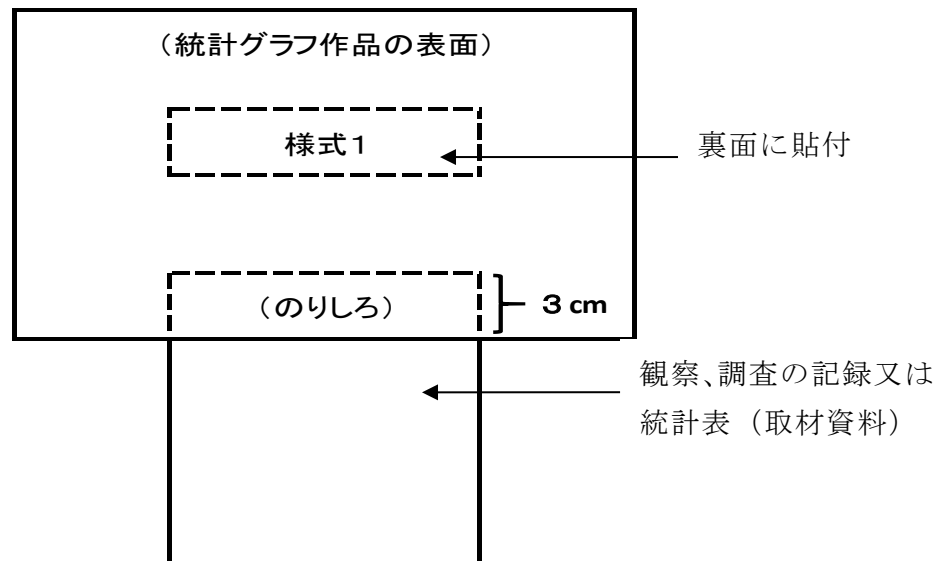 （統計グラフ作品の表面）
様式1
裏面に貼付
（のりしろ）
3 cm
観察、調査の記録又は
統計表（取材資料）